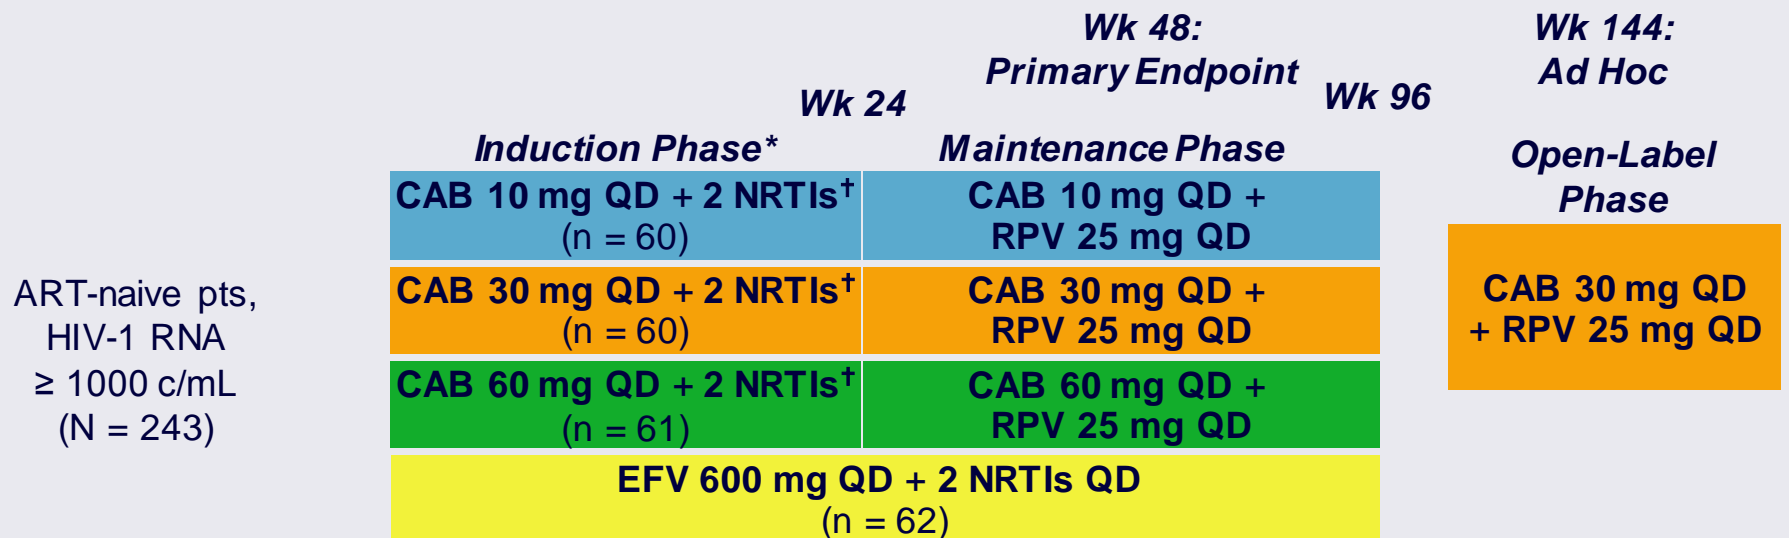 Wk 48:
Primary Endpoint
Wk 144:
Ad Hoc
Wk 24
Wk 96
Induction Phase*
Maintenance Phase
Open-Label
Phase
ART-naive pts,
HIV-1 RNA
≥ 1000 c/mL
(N = 243)
CAB 10 mg QD + 2 NRTIs†
(n = 60)
CAB 10 mg QD +
RPV 25 mg QD
CAB 30 mg QD + 2 NRTIs†
(n = 60)
CAB 30 mg QD +
RPV 25 mg QD
CAB 60 mg QD + 2 NRTIs†
(n = 61)
CAB 60 mg QD +
RPV 25 mg QD
EFV 600 mg QD + 2 NRTIs QD
(n = 62)
CAB 30 mg QD
+ RPV 25 mg QD